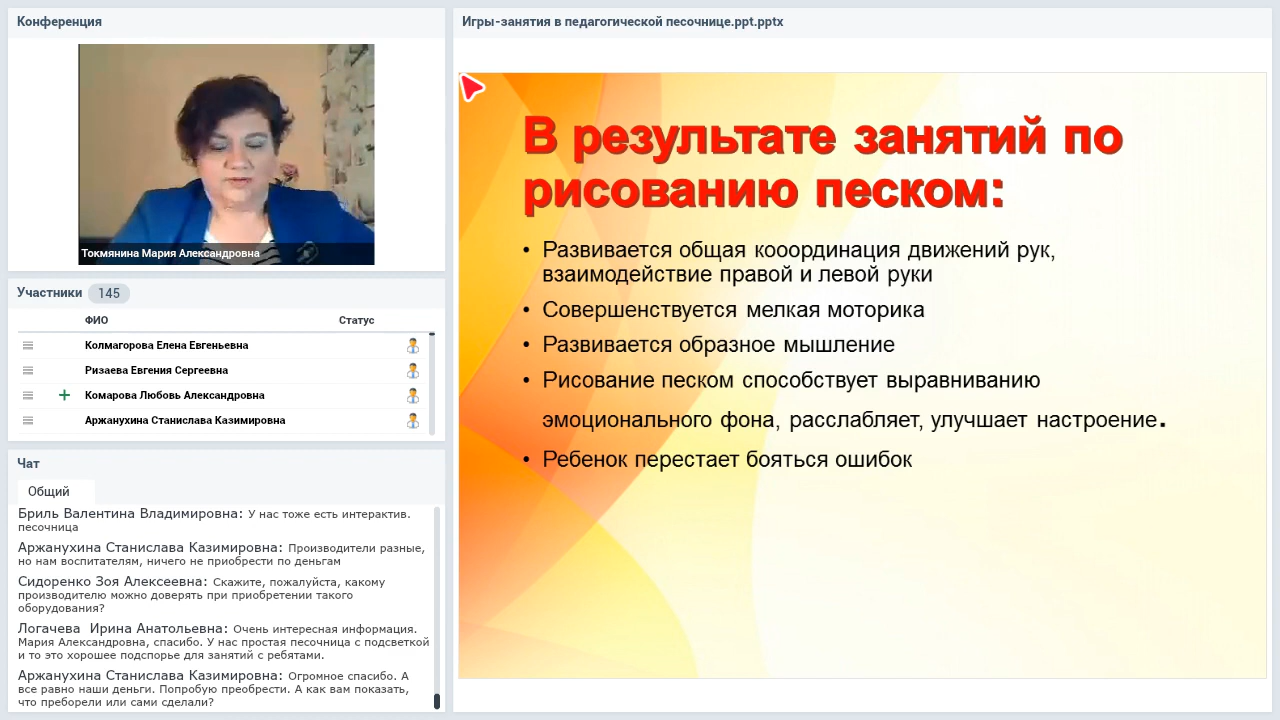 Конференция
Токмянина Мария Александровна
Участники 145
ФИО Статус
Колмагорова Елена Евгеньевна
Ризаева Евгения Сергеевна
Комарова Любовь Александровна
Аржанухина Станислава Казимировна
Чат
Общий
Бриль Валентина Владимировна: У нас тоже есть интерактив.
песочница
Аржанухина Станислава Казимировна: Производители разные,
но нам воспитателям, ничего не приобрести по деньгам
Сидоренко Зоя Алексеевна: Скажите, пожалуйста, какому
производителю можно доверять при приобретении такого
оборудования?
Логачева Ирина Анатольевна: Очень интересная информация.
Мария Александровна, спасибо. У нас простая песочница с подсветкой
и то это хорошее подспорье для занятий с ребятами.
Аржанухина Станислава Казимировна: Огромное спасибо. А
все равно наши деньги. Попробую преобрести. А как вам показать,
что преборели или сами сделали?
Игры-занятия в педагогической песочнице.ppt.pptx
В результате занятий по
рисованию песком:
• Развивается общая кооординация движений рук,
взаимодействие правой и левой руки
• Совершенствуется мелкая моторика
• Развивается образное мышление
• Рисование песком способствует выравниванию
эмоционального фона, расслабляет, улучшает настроение.
• Ребенок перестает бояться ошибок